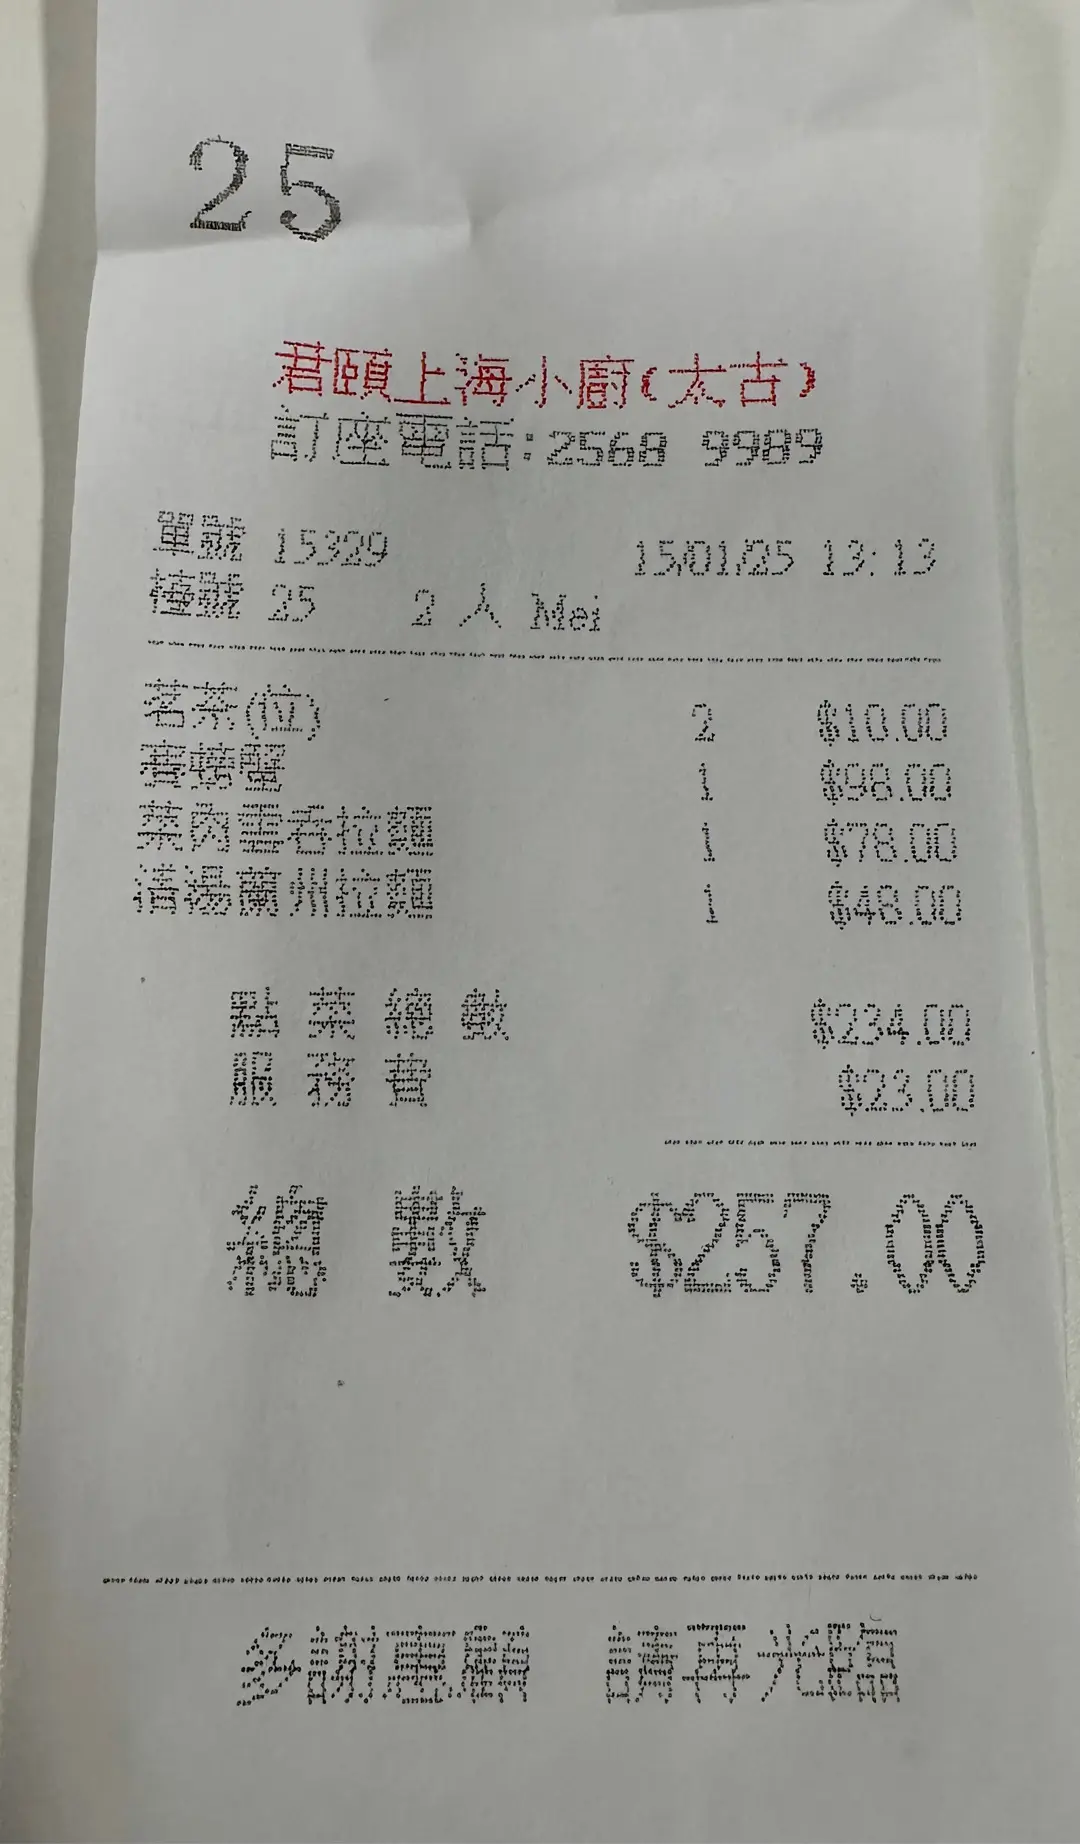 25
君頤上海小廚(太古)
訂座電話:2568 9989
單號 15329 15/01/25 13:13
檯號 25 2 人 Mei
茗茶(位) 2 $10.00
賽螃蟹 1 $98.00
菜肉雲吞拉麵 1 $78.00
清湯蘭州拉麵 1 $48.00
點菜總數 $234.00
服務費 $23.00
總數 $257.00
多謝惠顧 請再光臨